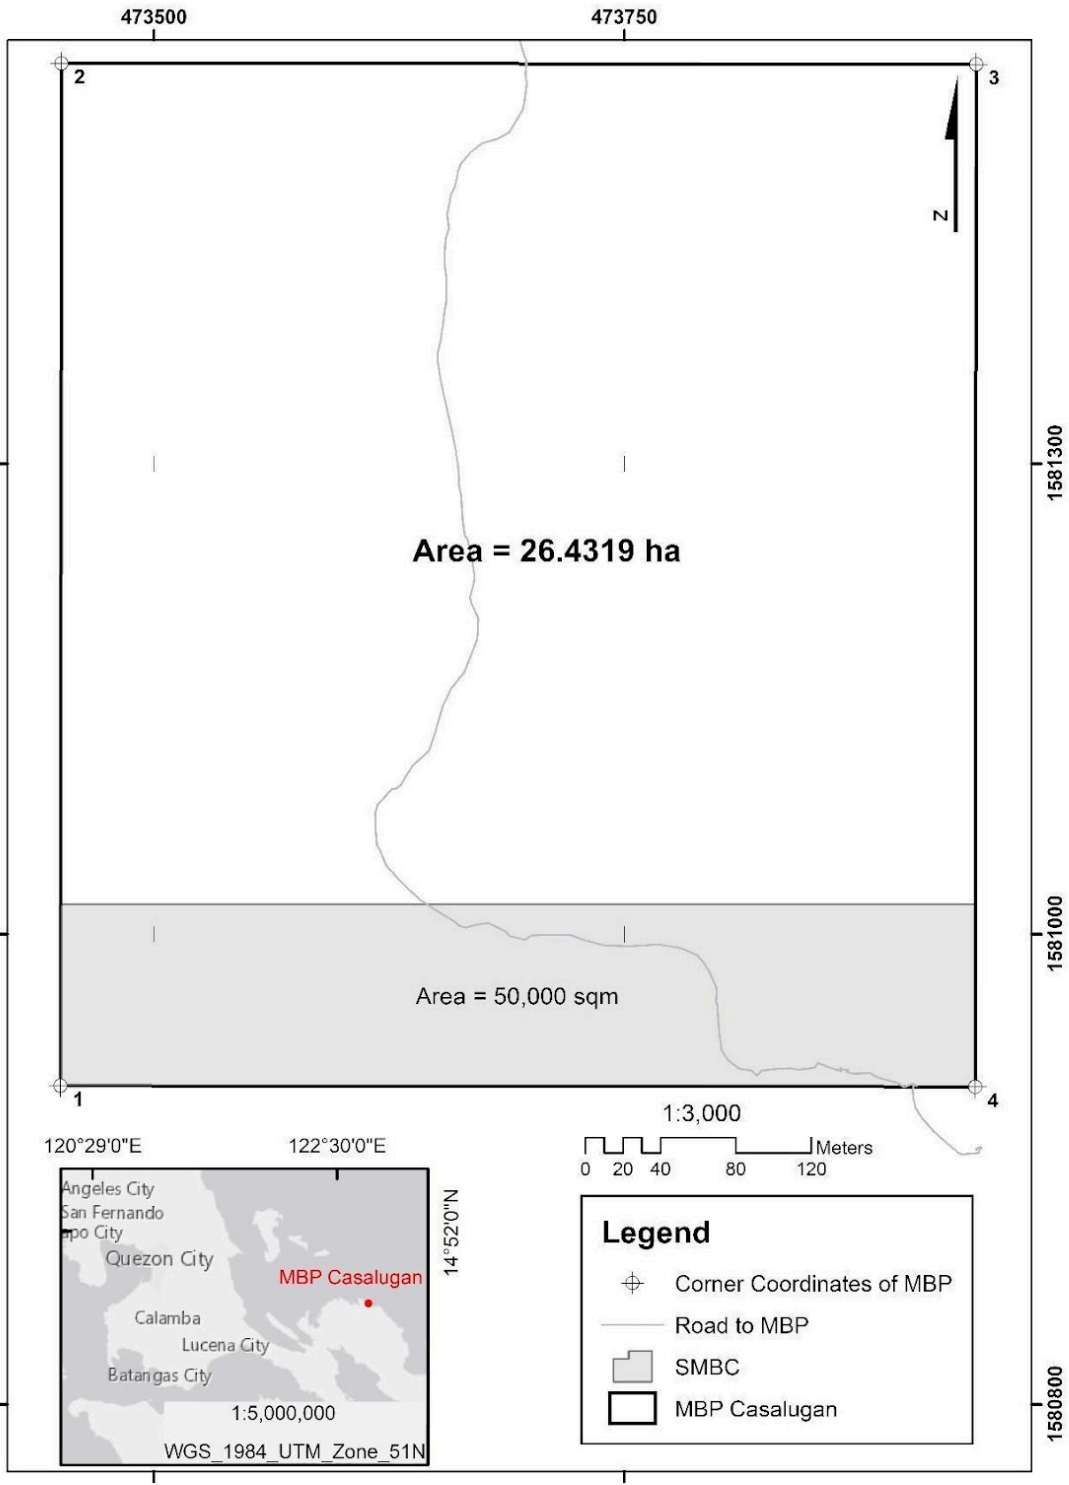 473500
473750
2
3
N
1581300
Area = 26.4319 ha
1581000
Area = 50,000 sqm
1
4
1:3,000
120°29'0"E
122°30'0"E
Meters
0 20 40 80 120
Angeles City
San Fernando
apo City
Quezon City
14°52'0"N
MBP Casalugan
Calamba
Lucena City
Batangas City
1:5,000,000
WGS_1984_UTM_Zone_51N
Legend
Corner Coordinates of MBP
Road to MBP
SMBC
MBP Casalugan
1580800